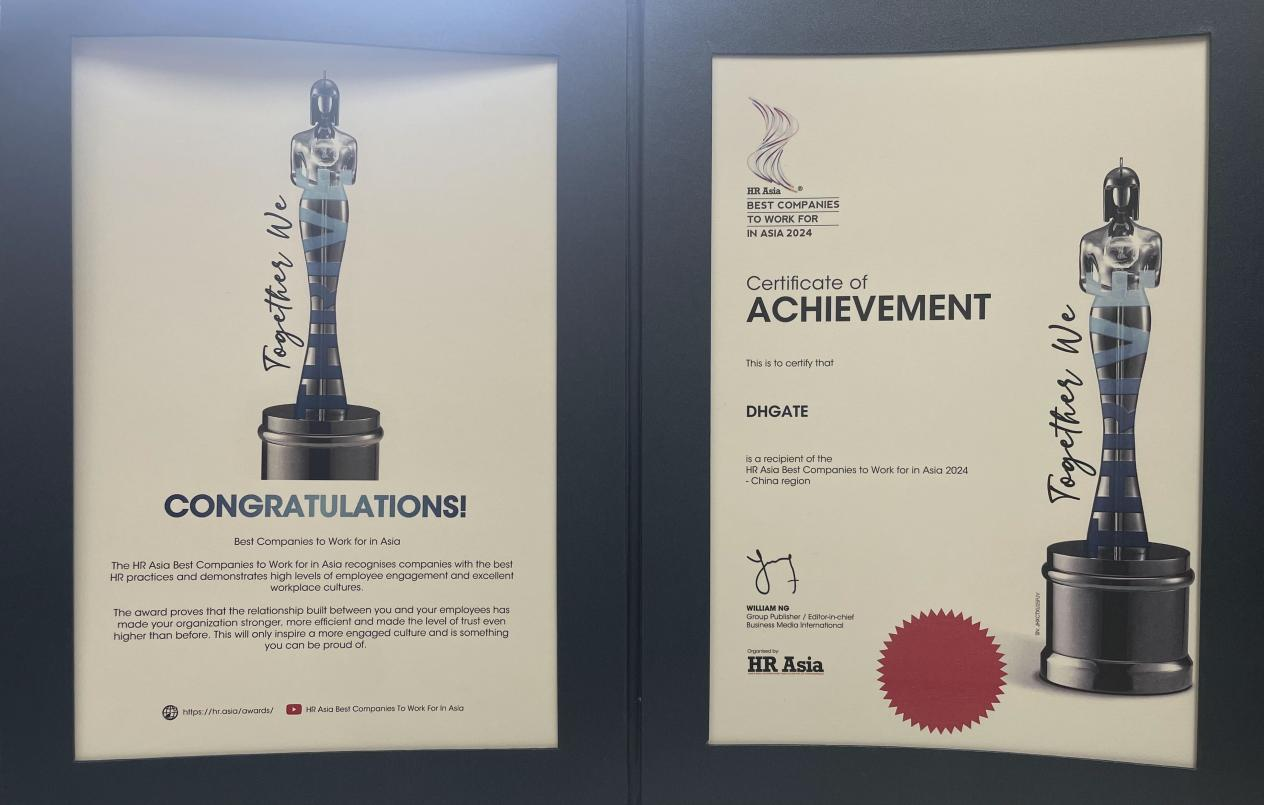 Together We
THRIVE
CONGRATULATIONS!
Best Companies to Work for in Asia
The HR Asia Best Companies to Work for in Asia recognises companies with the best
HR practices and demonstrates high levels of employee engagement and excellent
workplace cultures.
The award proves that the relationship built between you and your employees has
made your organization stronger, more efficient and made the level of trust even
higher than before. This will only inspire a more engaged culture and is something
you can be proud of.
https://hr.asia/awards/
HR Asia Best Companies To Work For In Asia
HR Asia ®
BEST COMPANIES
TO WORK FOR
IN ASIA 2024
Certificate of
ACHIEVEMENT
This is to certify that
DHGATE
is a recipient of the
HR Asia Best Companies to Work for in Asia 2024
- China region
Together We
THRIVE
WILLIAM NG
Group Publisher / Editor-in-chief
Business Media International
Organised by
HR Asia